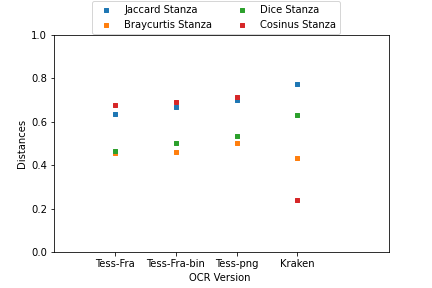 Jaccard Stanza
Braycurtis Stanza
Dice Stanza
Cosinus Stanza
1.0
0.8
0.6
0.4
0.2
0.0
Distances
Tess-Fra
Tess-Fra-bin
Tess-png
Kraken
OCR Version